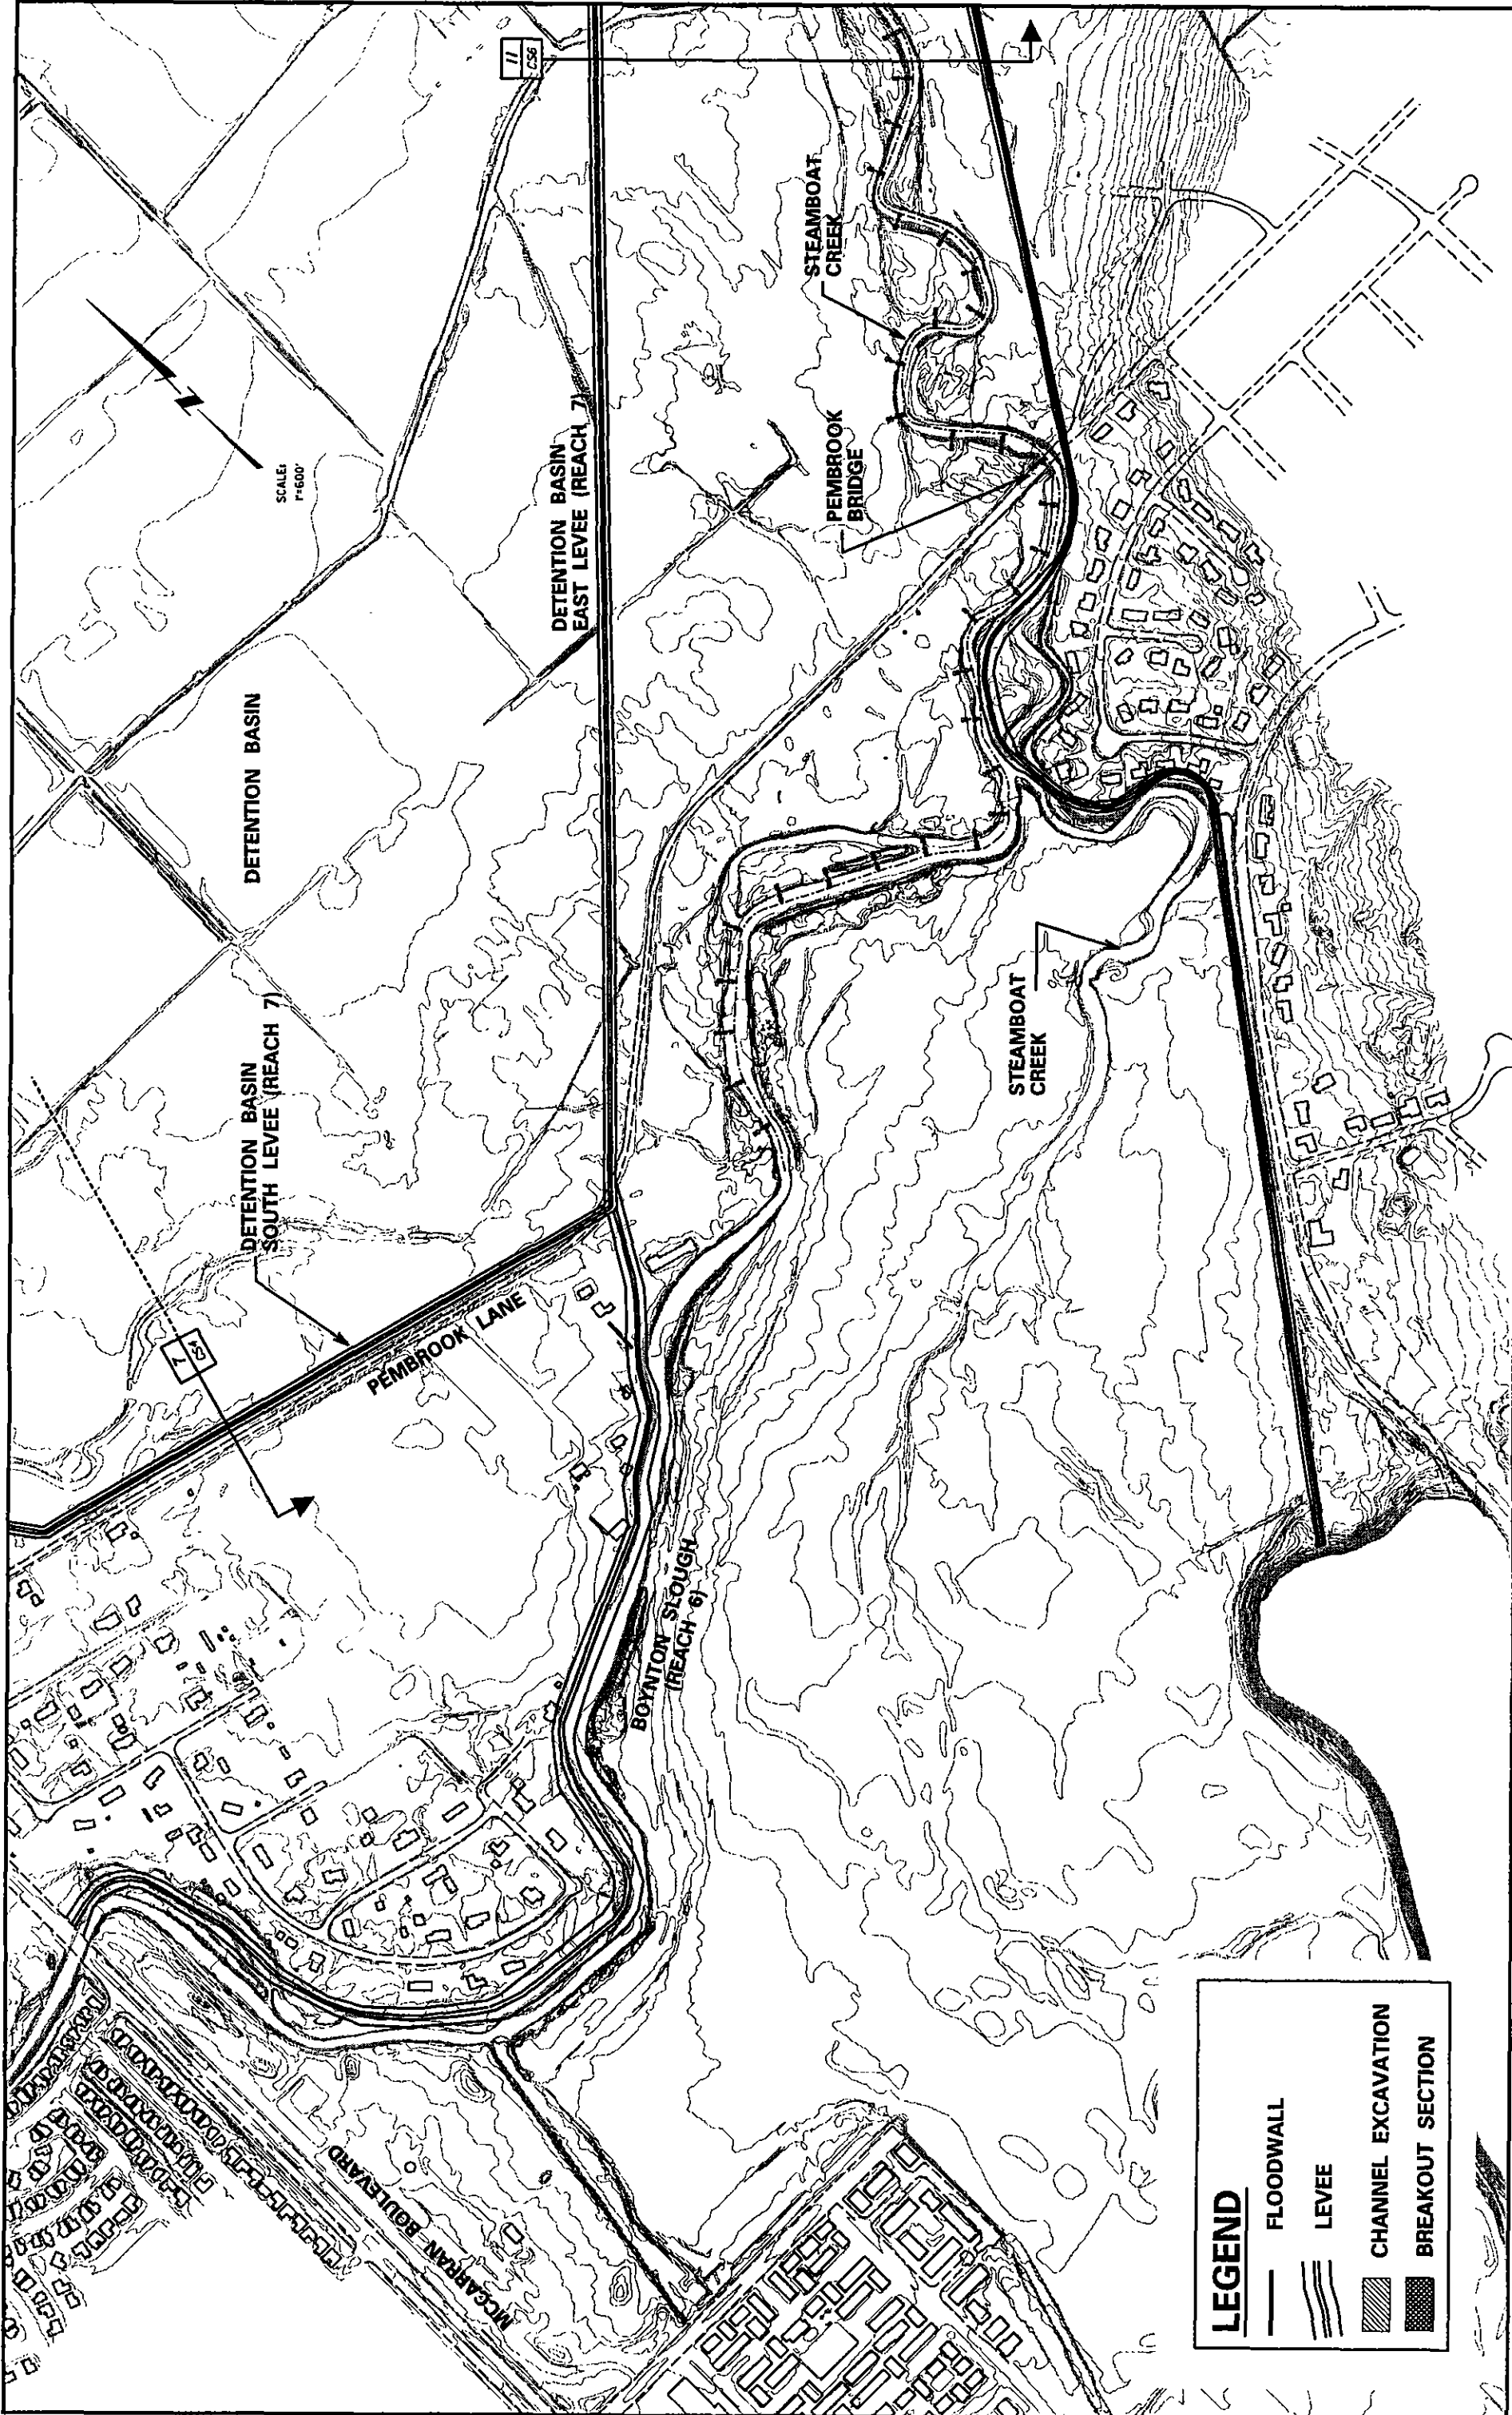 11
CS6
N
SCALE:
1"=600'
STEAMBOAT
CREEK
PEMBROOK
BRIDGE
DETENTION BASIN
EAST LEVEE (REACH 7)
DETENTION BASIN
DETENTION BASIN
SOUTH LEVEE (REACH 7)
7
PEMBROOK LANE
STEAMBOAT
CREEK
BOYNTON SLOUGH
(REACH 6)
MCCARRAN BOULEVARD
LEGEND
FLOODWALL
LEVEE
CHANNEL EXCAVATION
BREAKOUT SECTION